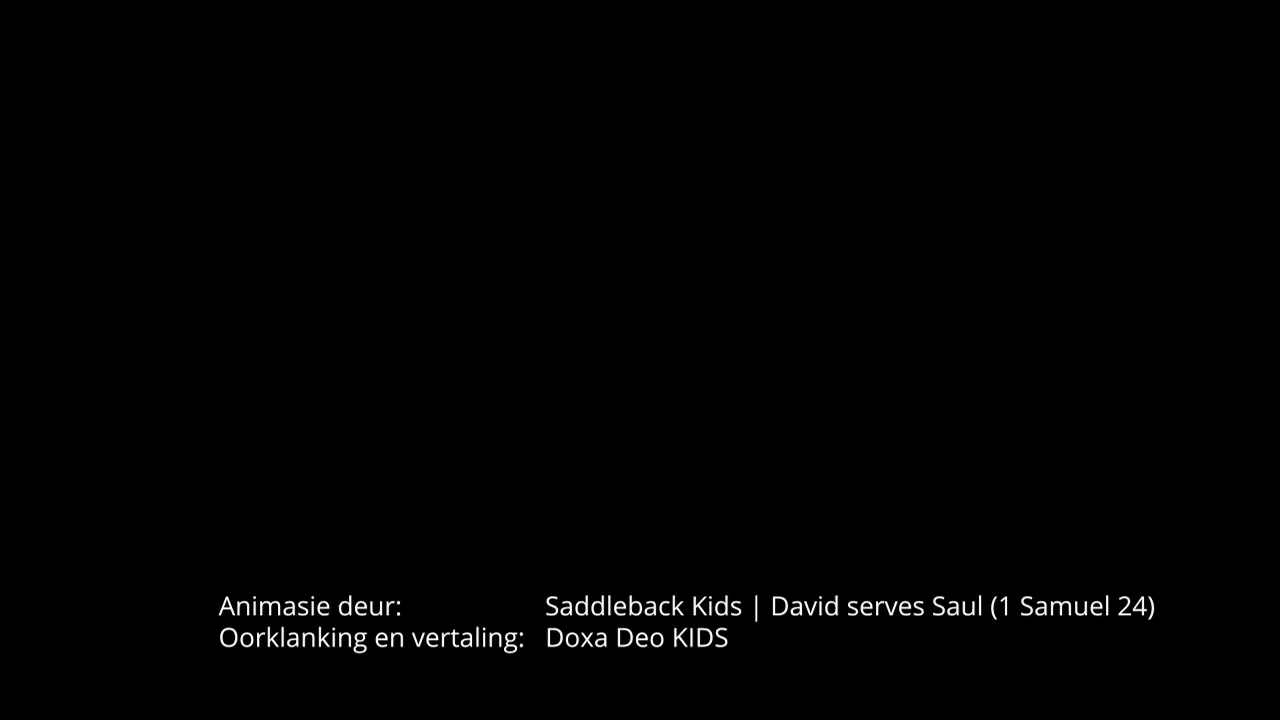 Animasie deur: Saddleback Kids | David serves Saul (1 Samuel 24)
Oorklanking en vertaling: Doxa Deo KIDS